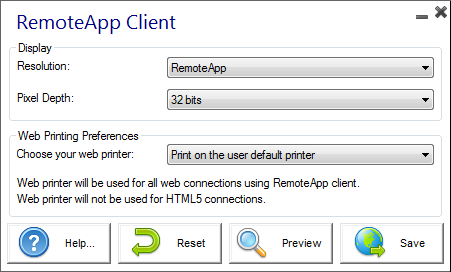 RemoteApp Client
Display
Resolution: RemoteApp
Pixel Depth: 32 bits
Web Printing Preferences
Choose your web printer: Print on the user default printer
Web printer will be used for all web connections using RemoteApp client.
Web printer will not be used for HTML5 connections.
Help... Reset Preview Save